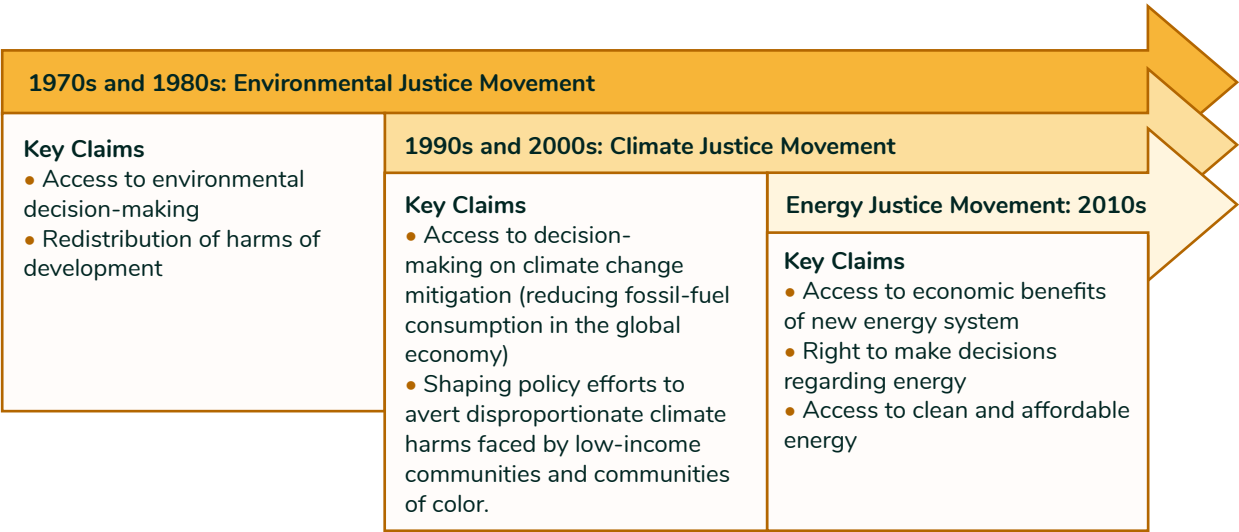 1970s and 1980s: Environmental Justice Movement
Key Claims
• Access to environmental
decision-making
• Redistribution of harms of
development
1990s and 2000s: Climate Justice Movement
Key Claims
• Access to decision-
making on climate change
mitigation (reducing fossil-fuel
consumption in the global
economy)
• Shaping policy efforts to
avert disproportionate climate
harms faced by low-income
communities and communities
of color.
Energy Justice Movement: 2010s
Key Claims
• Access to economic benefits
of new energy system
• Right to make decisions
regarding energy
• Access to clean and affordable
energy